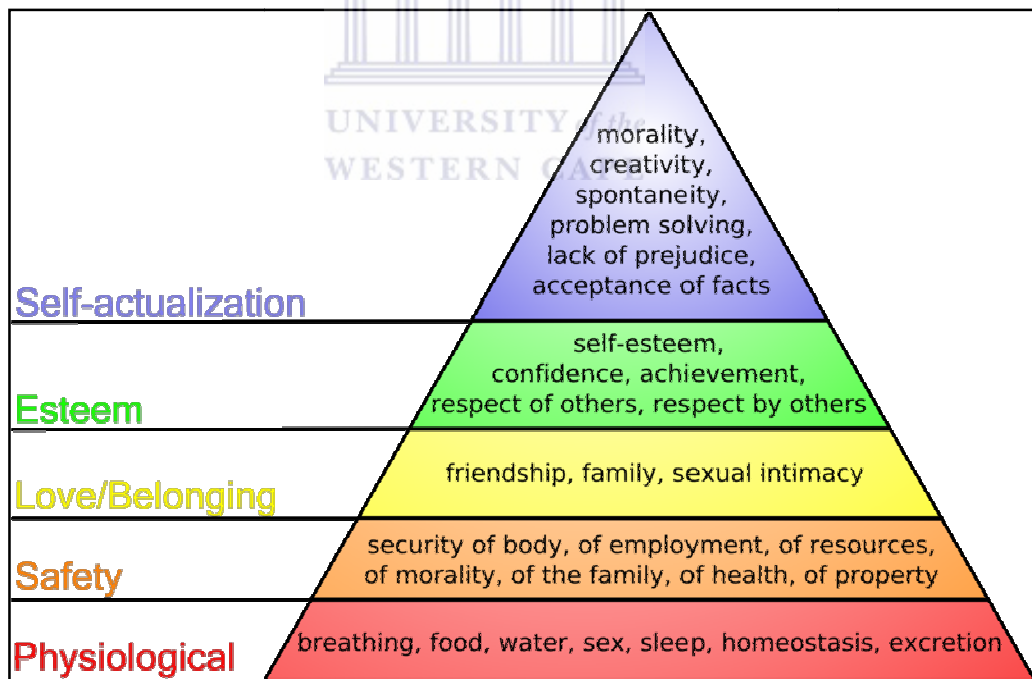 UNIVERSITY of the
WESTERN CAPE
morality,
creativity,
spontaneity,
problem solving,
lack of prejudice,
acceptance of facts
Self-actualization
self-esteem,
confidence, achievement,
respect of others, respect by others
Esteem
friendship, family, sexual intimacy
Love/Belonging
security of body, of employment, of resources,
of morality, of the family, of health, of property
Safety
breathing, food, water, sex, sleep, homeostasis, excretion
Physiological